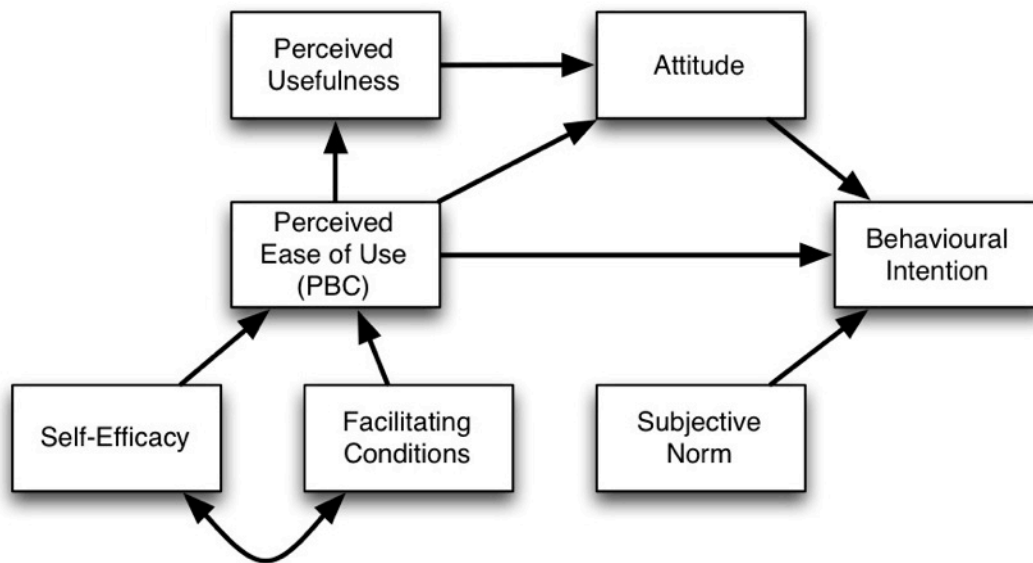 Perceived
Usefulness
Attitude
Perceived
Ease of Use
(PBC)
Behavioural
Intention
Self-Efficacy
Facilitating
Conditions
Subjective
Norm